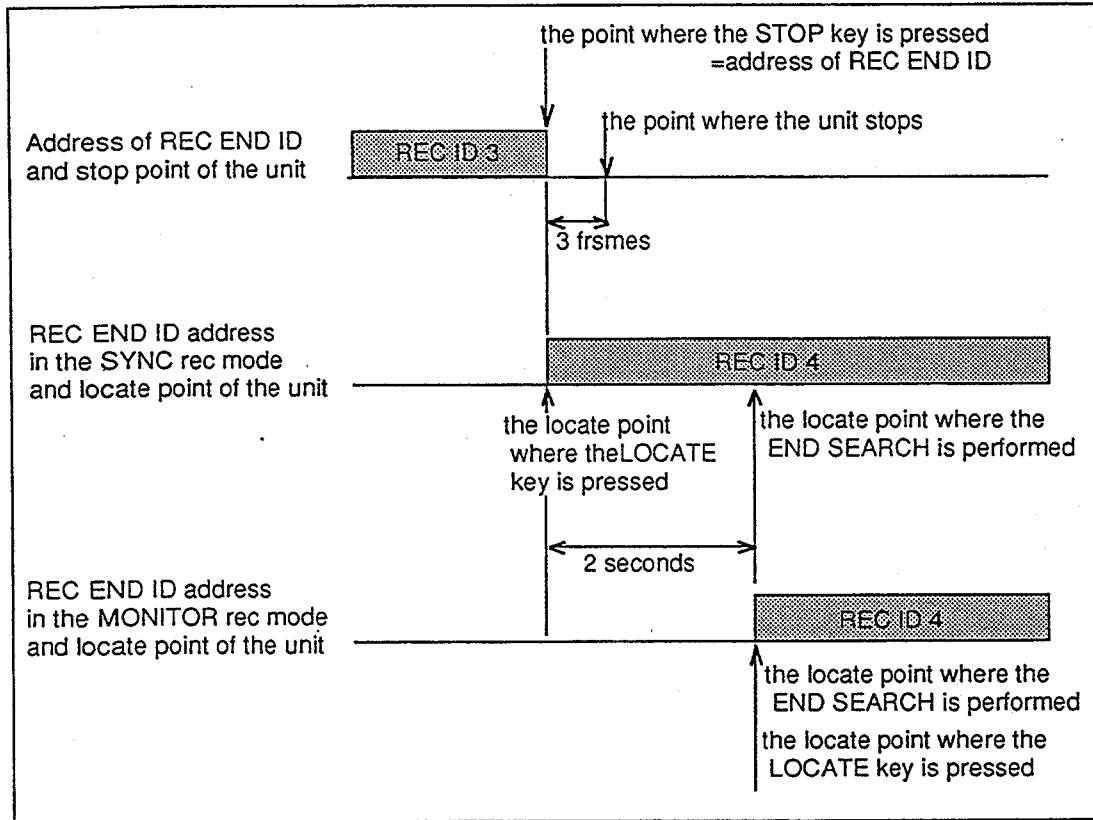 the point where the STOP key is pressed
=address of REC END ID
the point where the unit stops
Address of REC END ID
and stop point of the unit
REC ID 3
3 frsmes
REC END ID address
in the SYNC rec mode
and locate point of the unit
REC ID 4
the locate point
where theLOCATE
key is pressed
the locate point where the
END SEARCH is performed
2 seconds
REC END ID address
in the MONITOR rec mode
and locate point of the unit
REC ID 4
the locate point where the
END SEARCH is performed
the locate point where the
LOCATE key is pressed